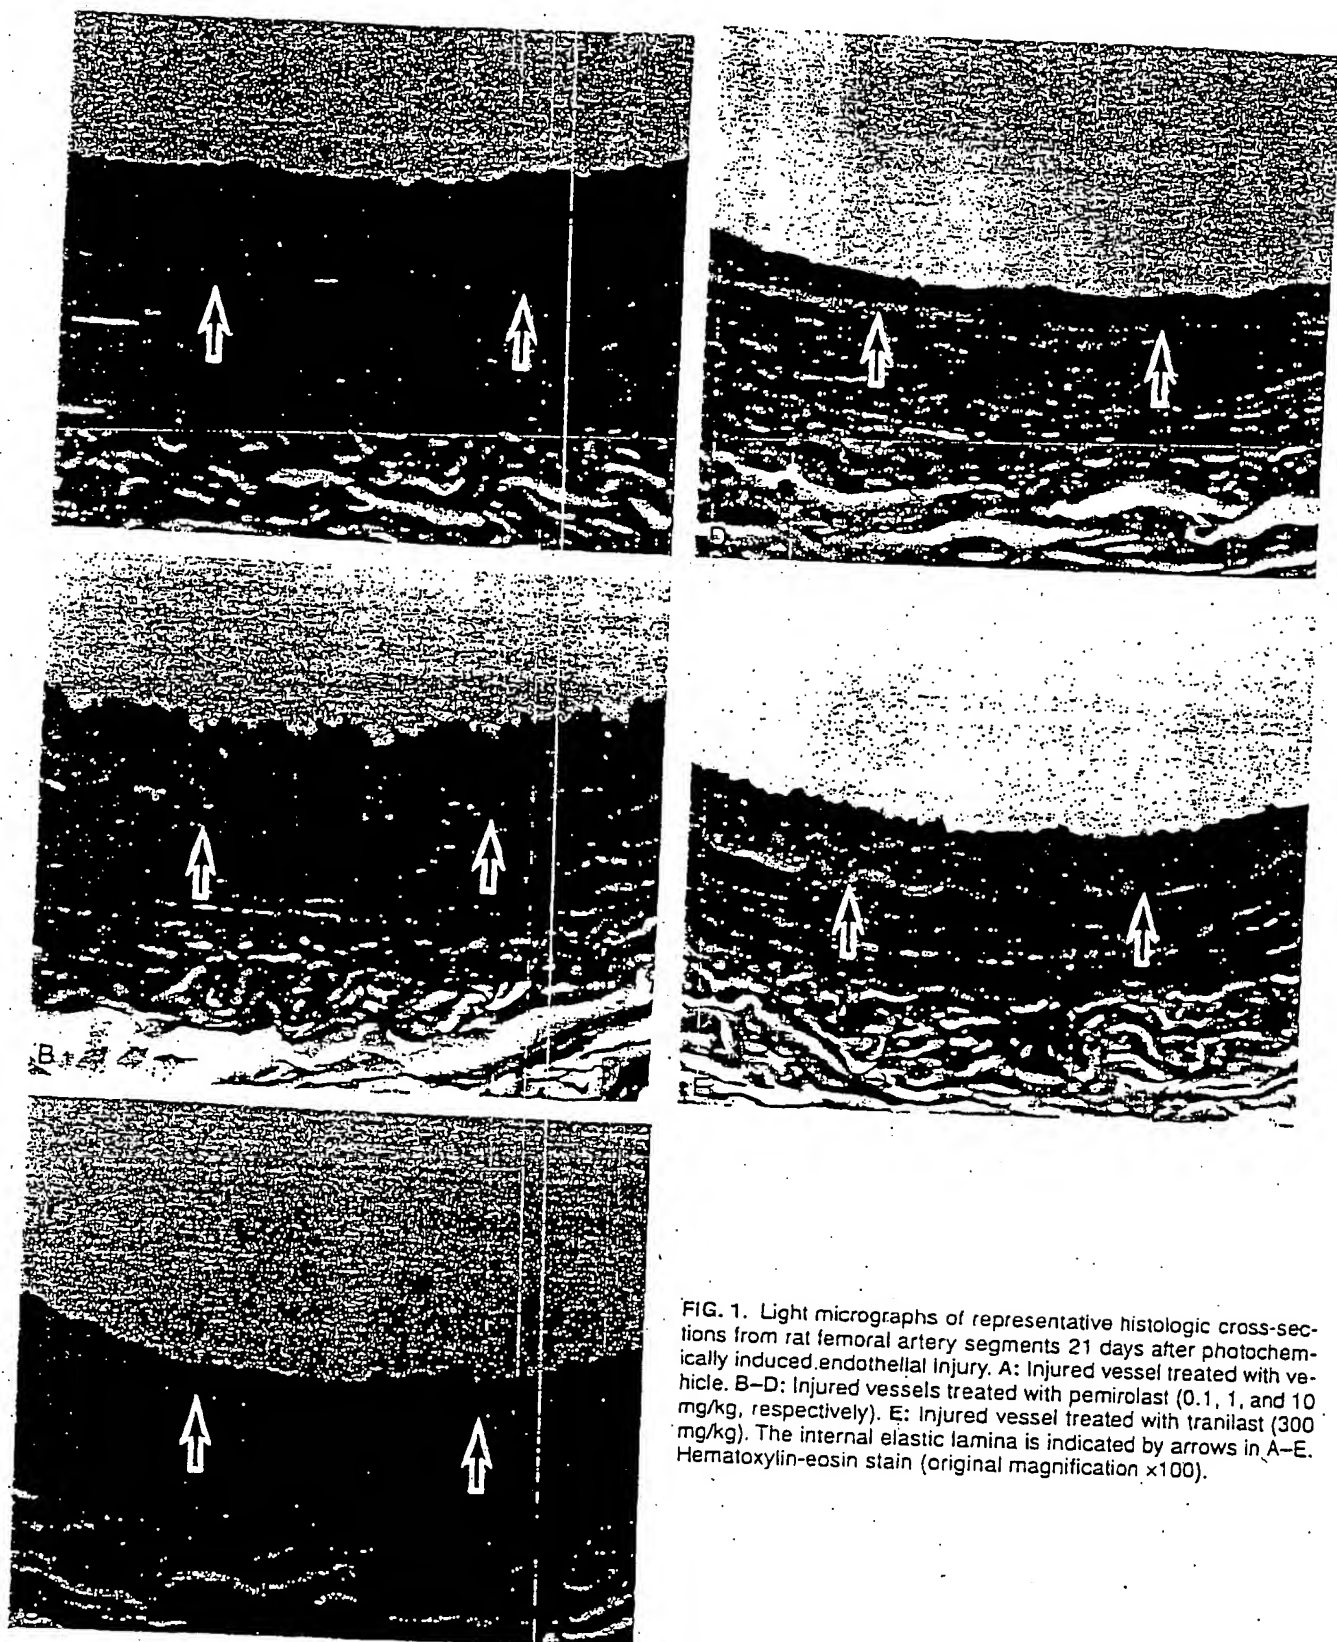 D
B
E
FIG. 1. Light micrographs of representative histologic cross-sec-
tions from rat femoral artery segments 21 days after photochem-
ically induced endothelial injury. A: Injured vessel treated with ve-
hicle. B–D: Injured vessels treated with pemirolast (0.1, 1, and 10
mg/kg, respectively). E: Injured vessel treated with tranilast (300
mg/kg). The internal elastic lamina is indicated by arrows in A–E.
Hematoxylin-eosin stain (original magnification x100).